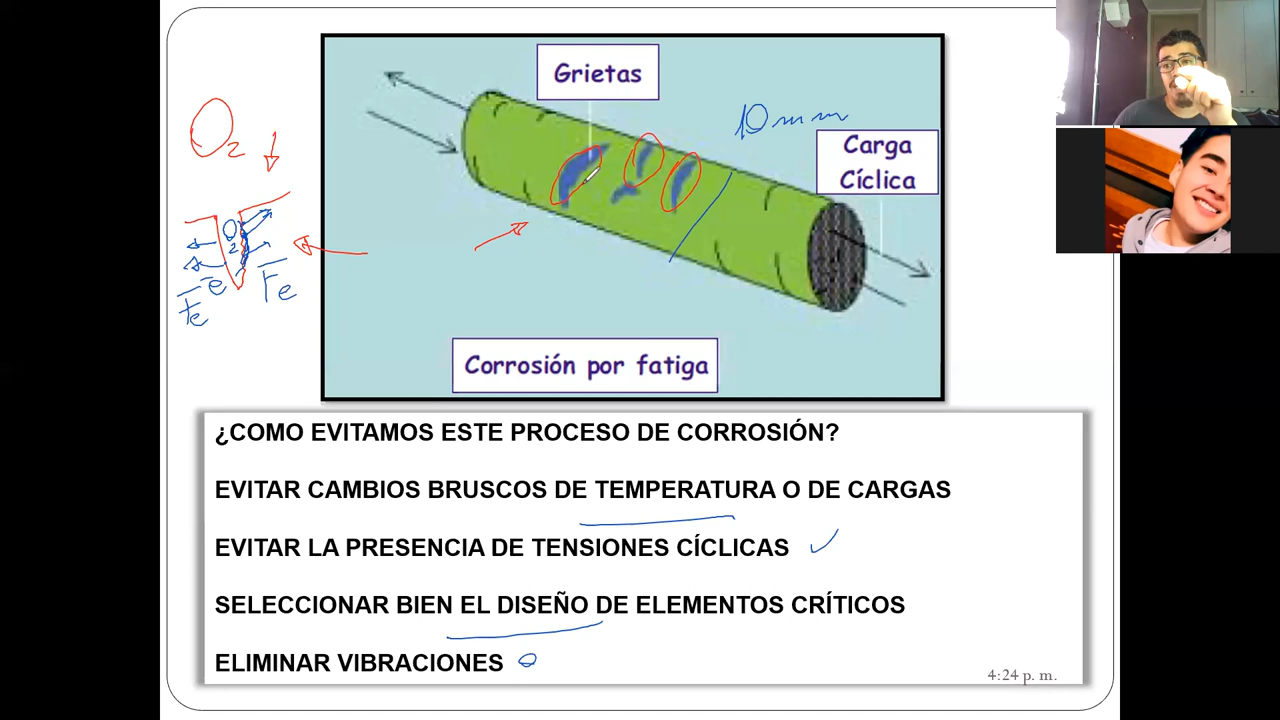 Grietas
10mm
Carga
Cíclica
O2
O2
Fe
Fe
Corrosión por fatiga
¿COMO EVITAMOS ESTE PROCESO DE CORROSIÓN?
EVITAR CAMBIOS BRUSCOS DE TEMPERATURA O DE CARGAS
EVITAR LA PRESENCIA DE TENSIONES CÍCLICAS
SELECCIONAR BIEN EL DISEÑO DE ELEMENTOS CRÍTICOS
ELIMINAR VIBRACIONES
4:24 p. m.